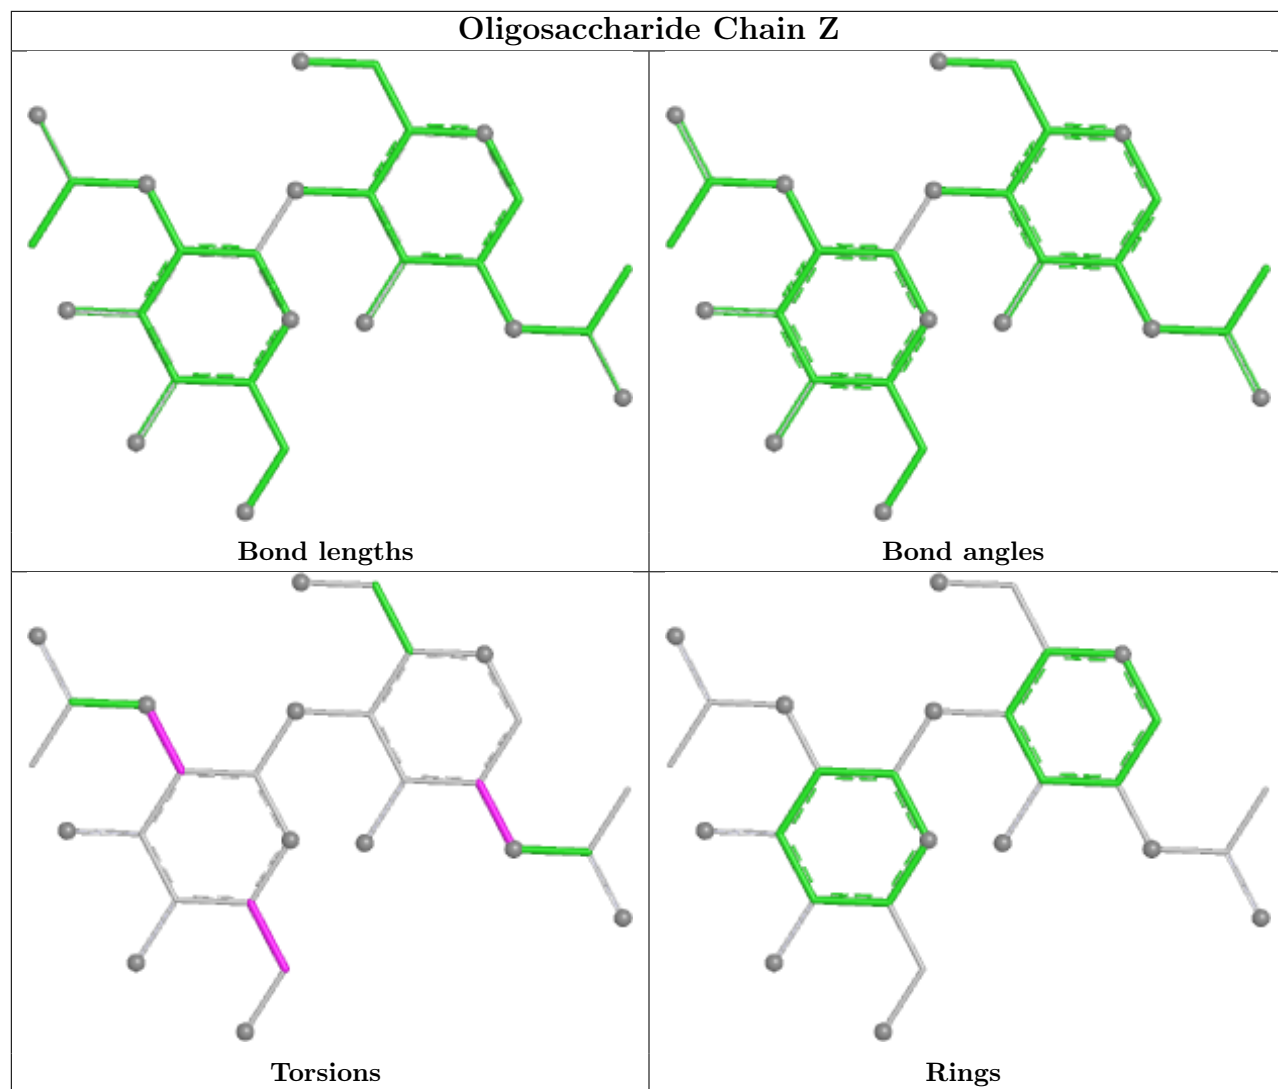 Oligosaccharide Chain Z
Bond lengths
Bond angles
Torsions
Rings